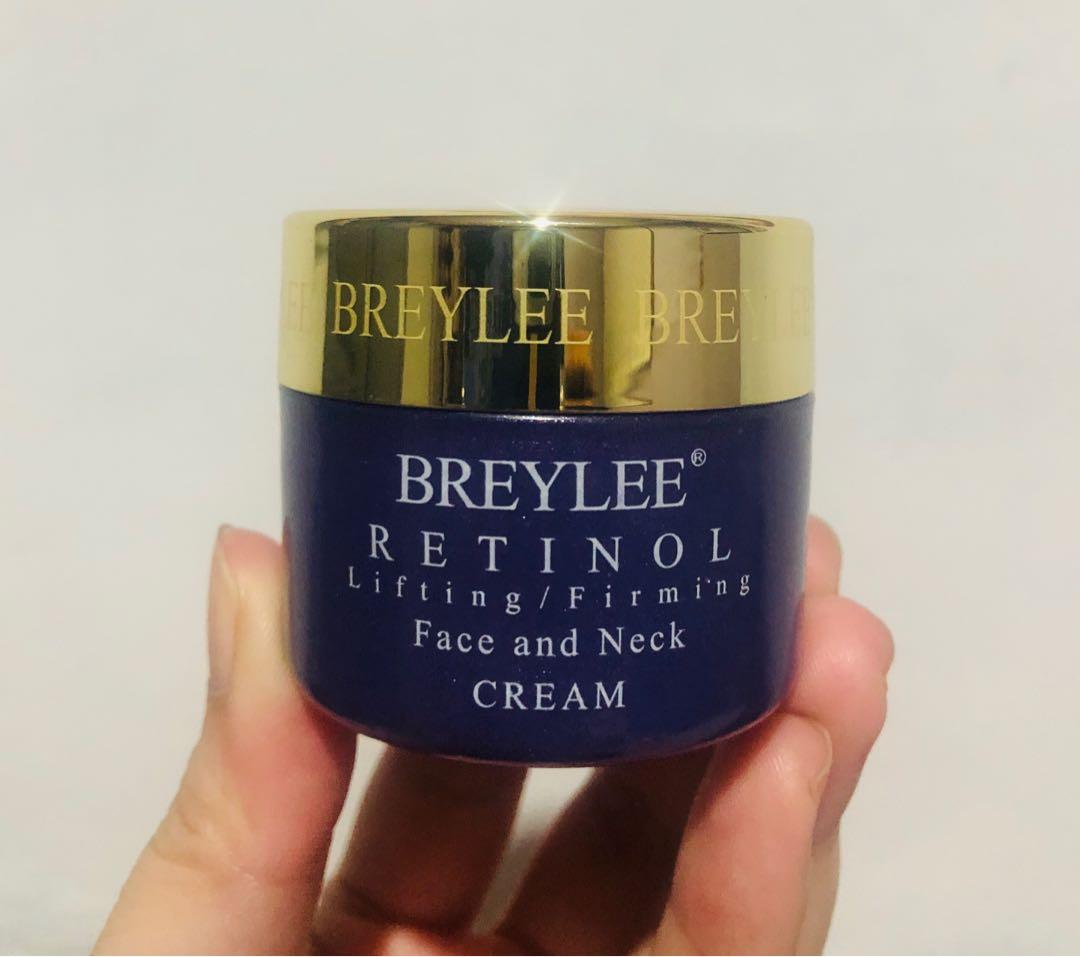 BREYLEE BREYLEE
BREYLEE®
RETINOL
Lifting/Firming
Face and Neck
CREAM